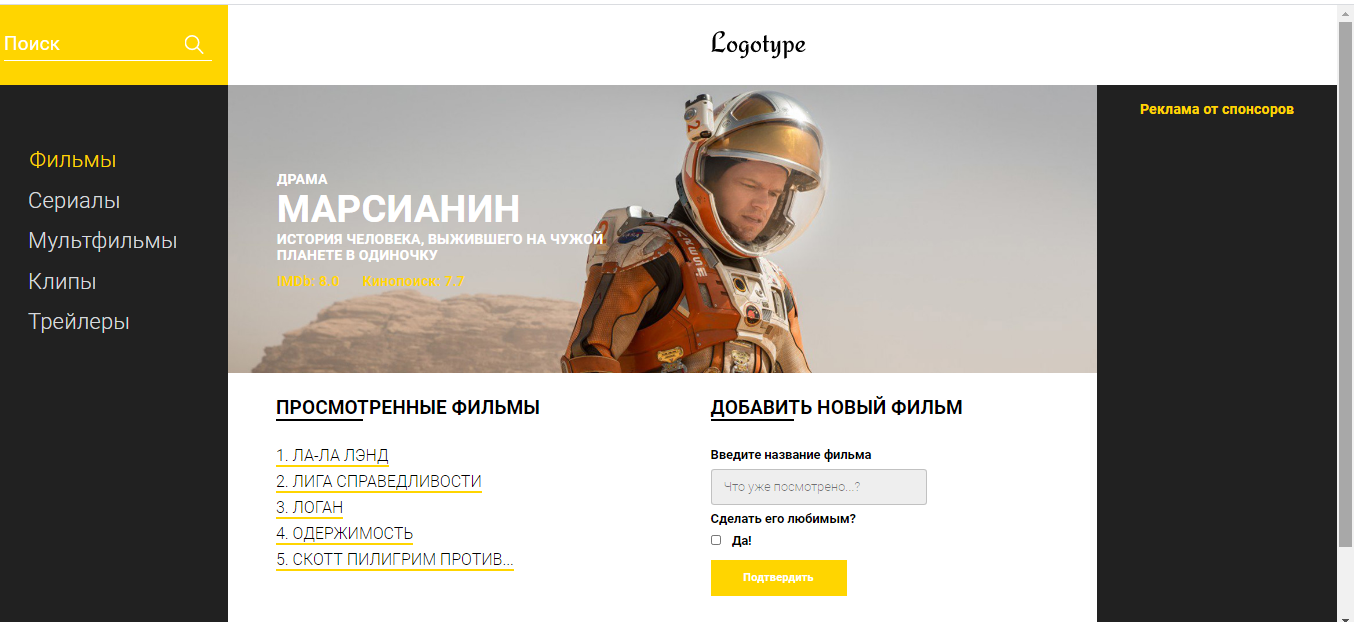 Поиск
Logotype
Фильмы
Сериалы
Мультфильмы
Клипы
Трейлеры
ДРАМА
МАРСИАНИН
ИСТОРИЯ ЧЕЛОВЕКА, ВЫЖИВШЕГО НА ЧУЖОЙ
ПЛАНЕТЕ В ОДИНОЧКУ
IMDb: 8.0 Кинопоиск: 7.7
2
Реклама от спонсоров
ПРОСМОТРЕННЫЕ ФИЛЬМЫ
1. ЛА-ЛА ЛЭНД
2. ЛИГА СПРАВЕДЛИВОСТИ
3. ЛОГАН
4. ОДЕРЖИМОСТЬ
5. СКОТТ ПИЛИГРИМ ПРОТИВ...
ДОБАВИТЬ НОВЫЙ ФИЛЬМ
Введите название фильма
Что уже посмотрено...?
Сделать его любимым?
Да!
Подтвердить